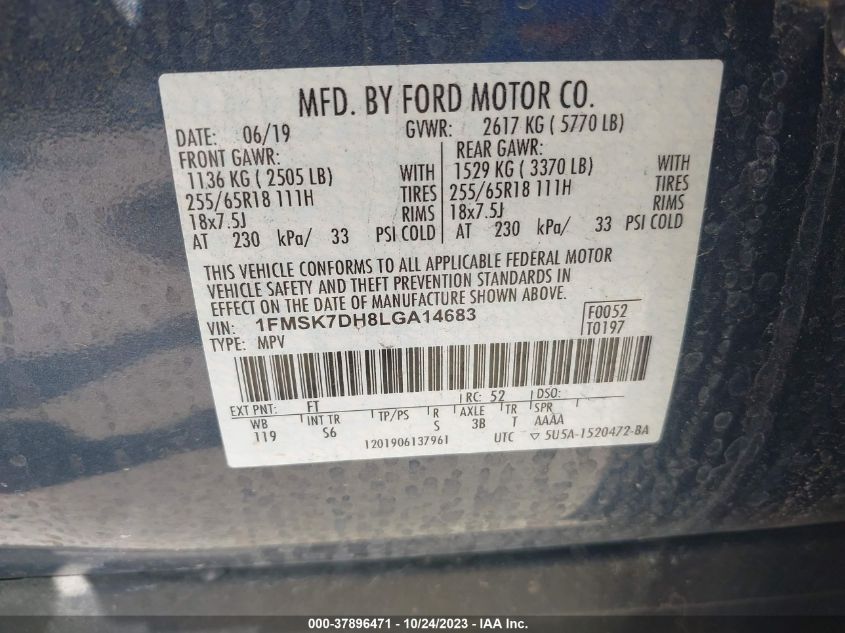 MFD. BY FORD MOTOR CO.
DATE: 06/19 GVWR: 2617 KG ( 5770 LB)
FRONT GAWR: REAR GAWR:
1136 KG ( 2505 LB) WITH 1529 KG ( 3370 LB) WITH
255/65R18 111H TIRES 255/65R18 111H TIRES
18x7.5J RIMS 18x7.5J RIMS
AT 230 kPa/ 33 PSI COLD AT 230 kPa/ 33 PSI COLD
THIS VEHICLE CONFORMS TO ALL APPLICABLE FEDERAL MOTOR
VEHICLE SAFETY AND THEFT PREVENTION STANDARDS IN
EFFECT ON THE DATE OF MANUFACTURE SHOWN ABOVE.
VIN: 1FMSK7DH8LGA14683 F0052
TYPE: MPV T0197
EXT PNT: FT RC: 52 DSO:
WB INT TR TP/PS R AXLE TR SPR
119 S6 S 3B T AAAA
1201906137961 UTC ▽ 5U5A-1520472-BA
000-37896471 - 10/24/2023 - IAA Inc.